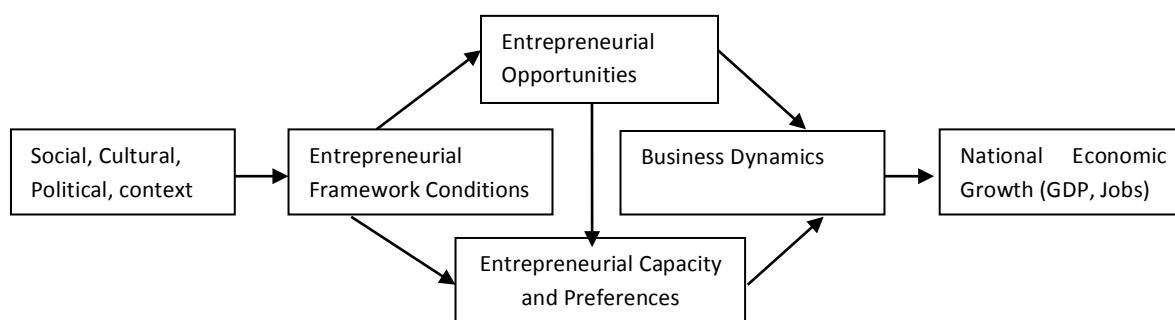 Entrepreneurial
Opportunities
Social, Cultural,
Political, context
Entrepreneurial
Framework Conditions
Business Dynamics
National Economic
Growth (GDP, Jobs)
Entrepreneurial Capacity
and Preferences